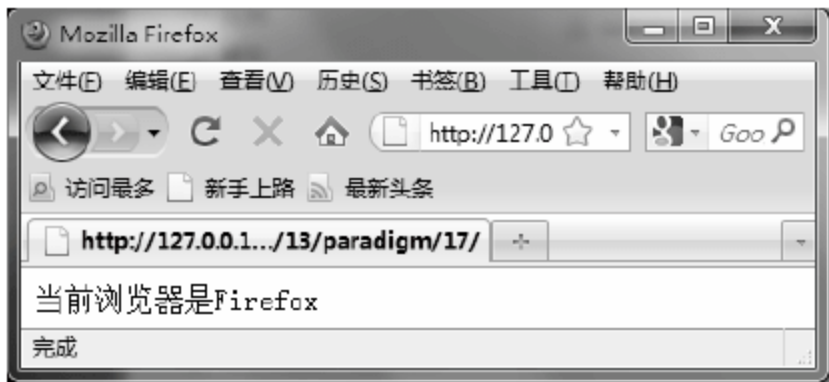 Mozilla Firefox
文件(F) 编辑(E) 查看(V) 历史(S) 书签(B) 工具(T) 帮助(H)
http://127.0 Goo
访问最多 新手上路 最新头条
http://127.0.0.1.../13/paradigm/17/
当前浏览器是Firefox
完成